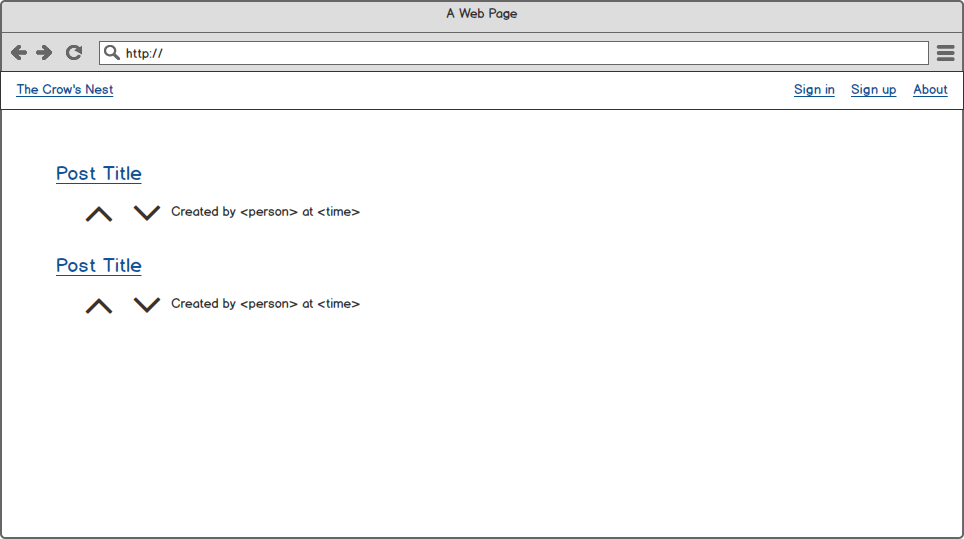 A Web Page
http://
The Crow's Nest Sign in Sign up About
Post Title
Created by <person> at <time>
Post Title
Created by <person> at <time>